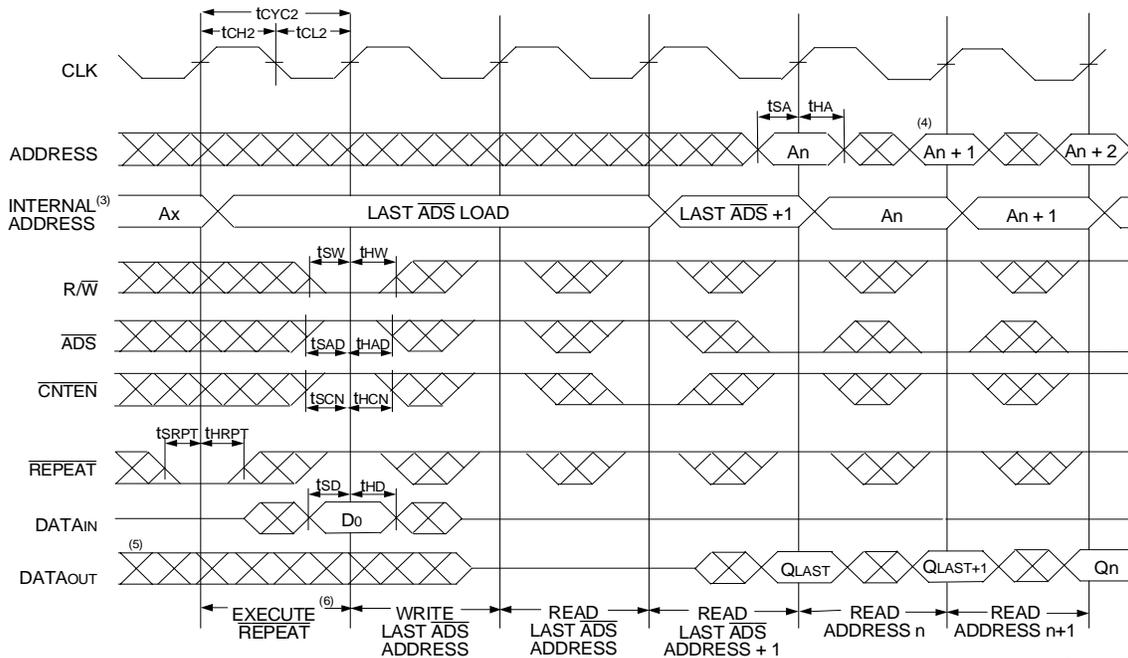 tCYC2
tCH2 tCL2
CLK
tSA tHA
ADDRESS An (4) An + 1 An + 2
INTERNAL(3)
ADDRESS
Ax LAST ADS LOAD LAST ADS +1 An An + 1
tSW tHW
R/W
ADS
tSAD tHAD
CNTEN
tSCN tHCN
tSRPT tHRPT
REPEAT
tSD tHD
DATAIN D0
(5)
DATAOUT QLAST QLAST+1 Qn
EXECUTE (6)
REPEAT
WRITE
LAST ADS
ADDRESS
READ
LAST ADS
ADDRESS
READ
LAST ADS
ADDRESS + 1
READ
ADDRESS n
READ
ADDRESS n+1